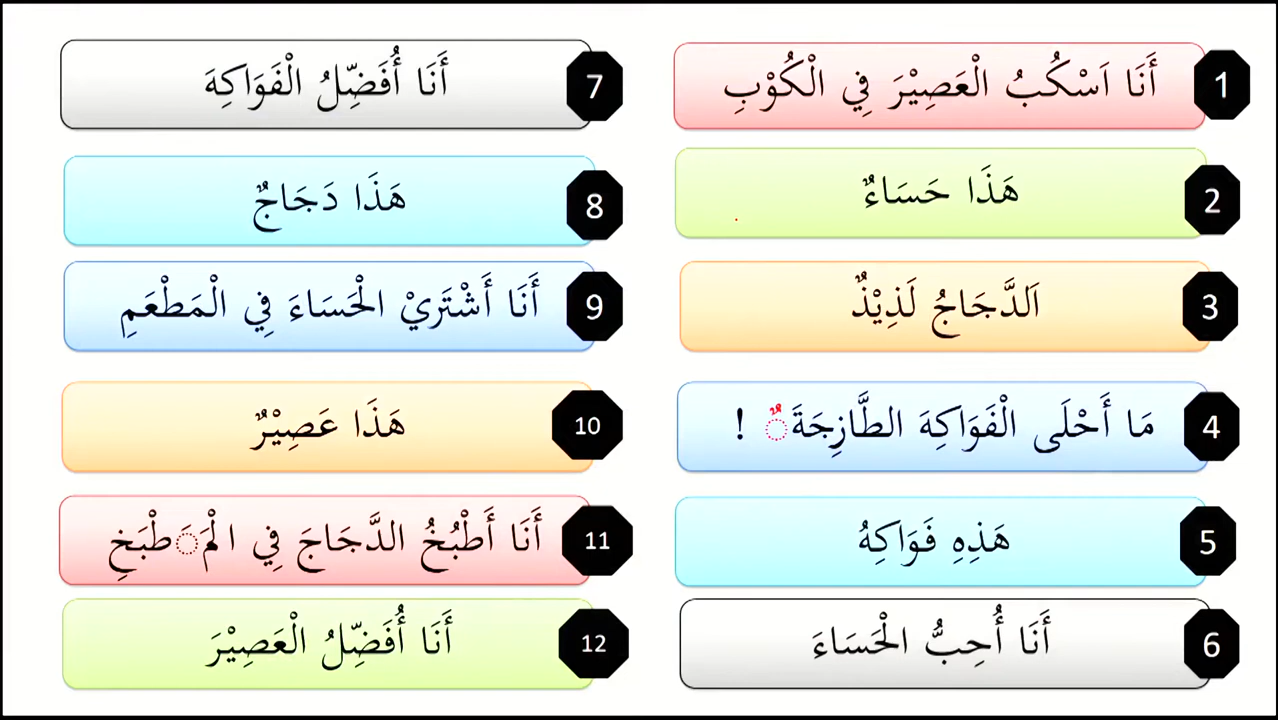 1 أَنَا اَسْكُبُ الْعَصِيْرَ فِي الْكُوْبِ
2 هَذَا حَسَاءٌ
3 اَلدَّجَاجُ لَذِيْذٌ
4 مَا أَحْلَى الْفَوَاكِهَ الطَّازِجَةَ ◌ٌ !
5 هَذِهِ فَوَاكِهُ
6 أَنَا أُحِبُّ الْحَسَاءَ
7 أَنَا أُفَضِّلُ الْفَوَاكِهَ
8 هَذَا دَجَاجٌ
9 أَنَا أَشْتَرِيْ الْحَسَاءَ فِي الْمَطْعَمِ
10 هَذَا عَصِيْرٌ
11 أَنَا أَطْبُخُ الدَّجَاجَ فِي الْمَ◌َطْبَخِ
12 أَنَا أُفَضِّلُ الْعَصِيْرَ